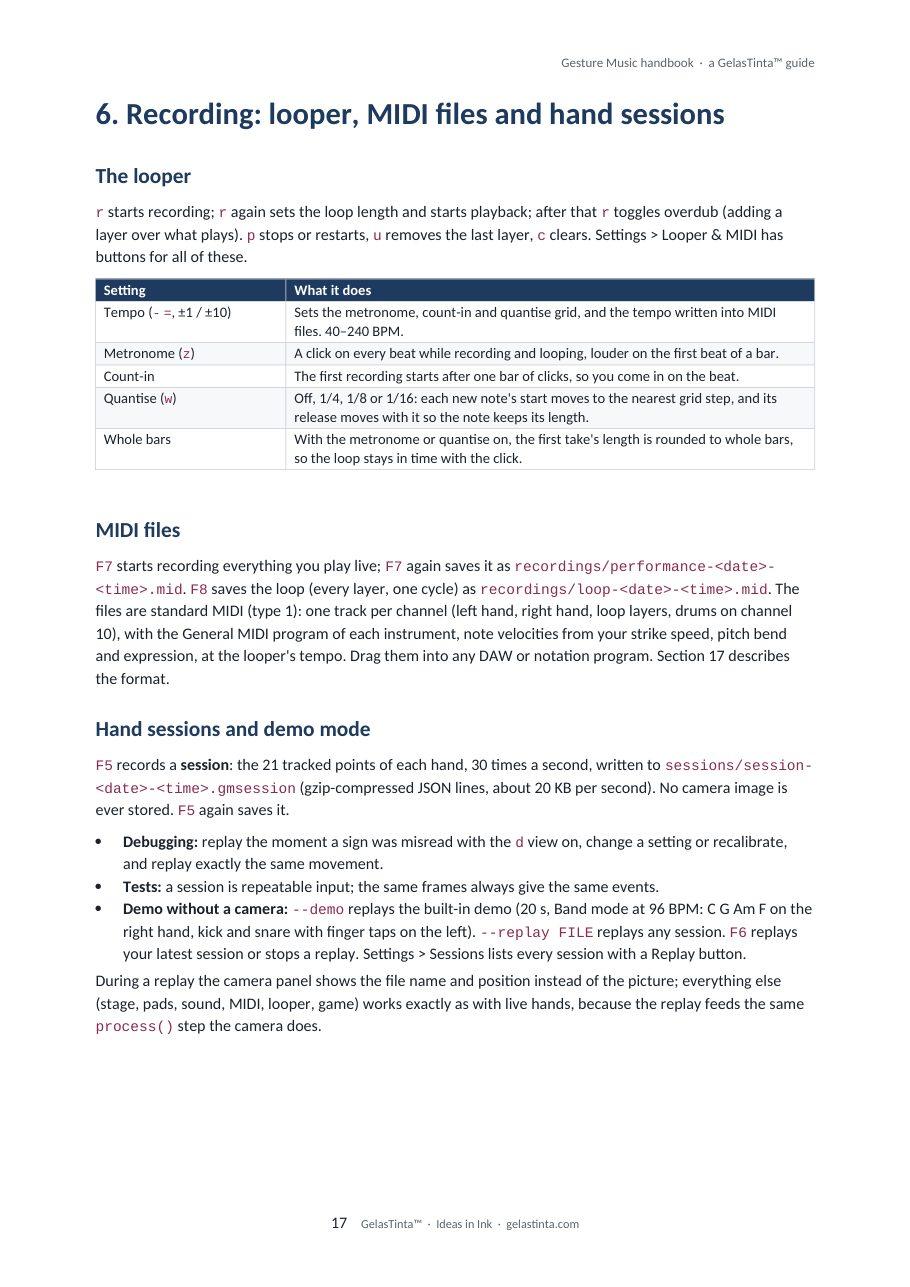 Gesture Music handbook · a GelasTinta™ guide
6. Recording: looper, MIDI files and hand sessions
The looper
r starts recording; r again sets the loop length and starts playback; after that r toggles overdub (adding a
layer over what plays). p stops or restarts, u removes the last layer, c clears. Settings > Looper & MIDI has
buttons for all of these.
Setting What it does
Tempo (- =, ±1 / ±10) Sets the metronome, count-in and quantise grid, and the tempo written into MIDI
files. 40–240 BPM.
Metronome (z) A click on every beat while recording and looping, louder on the first beat of a bar.
Count-in The first recording starts after one bar of clicks, so you come in on the beat.
Quantise (w) Off, 1/4, 1/8 or 1/16: each new note's start moves to the nearest grid step, and its
release moves with it so the note keeps its length.
Whole bars With the metronome or quantise on, the first take's length is rounded to whole bars,
so the loop stays in time with the click.
MIDI files
F7 starts recording everything you play live; F7 again saves it as recordings/performance-<date>-
<time>.mid. F8 saves the loop (every layer, one cycle) as recordings/loop-<date>-<time>.mid. The
files are standard MIDI (type 1): one track per channel (left hand, right hand, loop layers, drums on channel
10), with the General MIDI program of each instrument, note velocities from your strike speed, pitch bend
and expression, at the looper's tempo. Drag them into any DAW or notation program. Section 17 describes
the format.
Hand sessions and demo mode
F5 records a session: the 21 tracked points of each hand, 30 times a second, written to sessions/session-
<date>-<time>.gmsession (gzip-compressed JSON lines, about 20 KB per second). No camera image is
ever stored. F5 again saves it.
• Debugging: replay the moment a sign was misread with the d view on, change a setting or recalibrate,
and replay exactly the same movement.
• Tests: a session is repeatable input; the same frames always give the same events.
• Demo without a camera: --demo replays the built-in demo (20 s, Band mode at 96 BPM: C G Am F on the
right hand, kick and snare with finger taps on the left). --replay FILE replays any session. F6 replays
your latest session or stops a replay. Settings > Sessions lists every session with a Replay button.
During a replay the camera panel shows the file name and position instead of the picture; everything else
(stage, pads, sound, MIDI, looper, game) works exactly as with live hands, because the replay feeds the same
process() step the camera does.
17 GelasTinta™ · Ideas in Ink · gelastinta.com